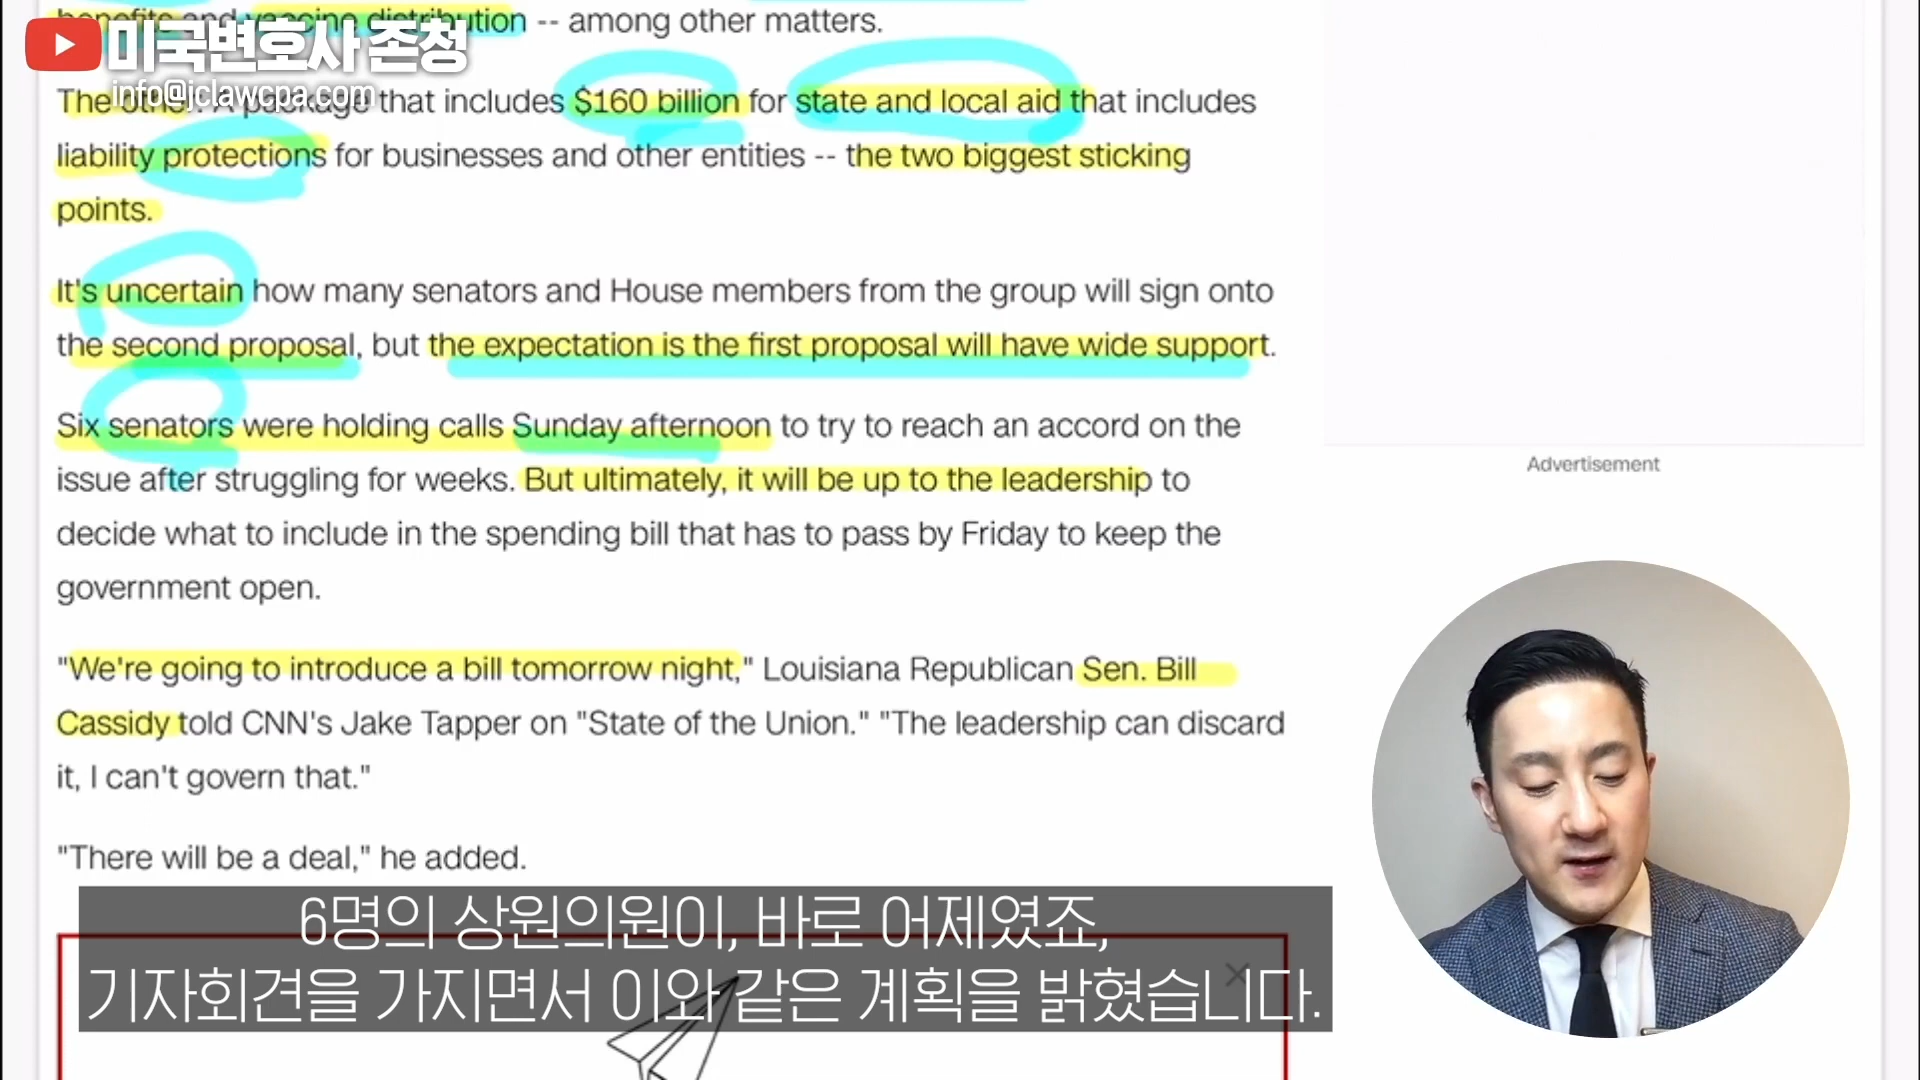 benefits and vaccine distribution -- among other matters.
미국변호사 존청
info@jclawcpa.com
The other: A package that includes $160 billion for state and local aid that includes
liability protections for businesses and other entities -- the two biggest sticking
points.
It's uncertain how many senators and House members from the group will sign onto
the second proposal, but the expectation is the first proposal will have wide support.
Six senators were holding calls Sunday afternoon to try to reach an accord on the
issue after struggling for weeks. But ultimately, it will be up to the leadership to
decide what to include in the spending bill that has to pass by Friday to keep the
government open.
"We're going to introduce a bill tomorrow night," Louisiana Republican Sen. Bill
Cassidy told CNN's Jake Tapper on "State of the Union." "The leadership can discard
it, I can't govern that."
"There will be a deal," he added.
Advertisement
6명의 상원의원이, 바로 어제였죠,
기자회견을 가지면서 이와 같은 계획을 밝혔습니다.